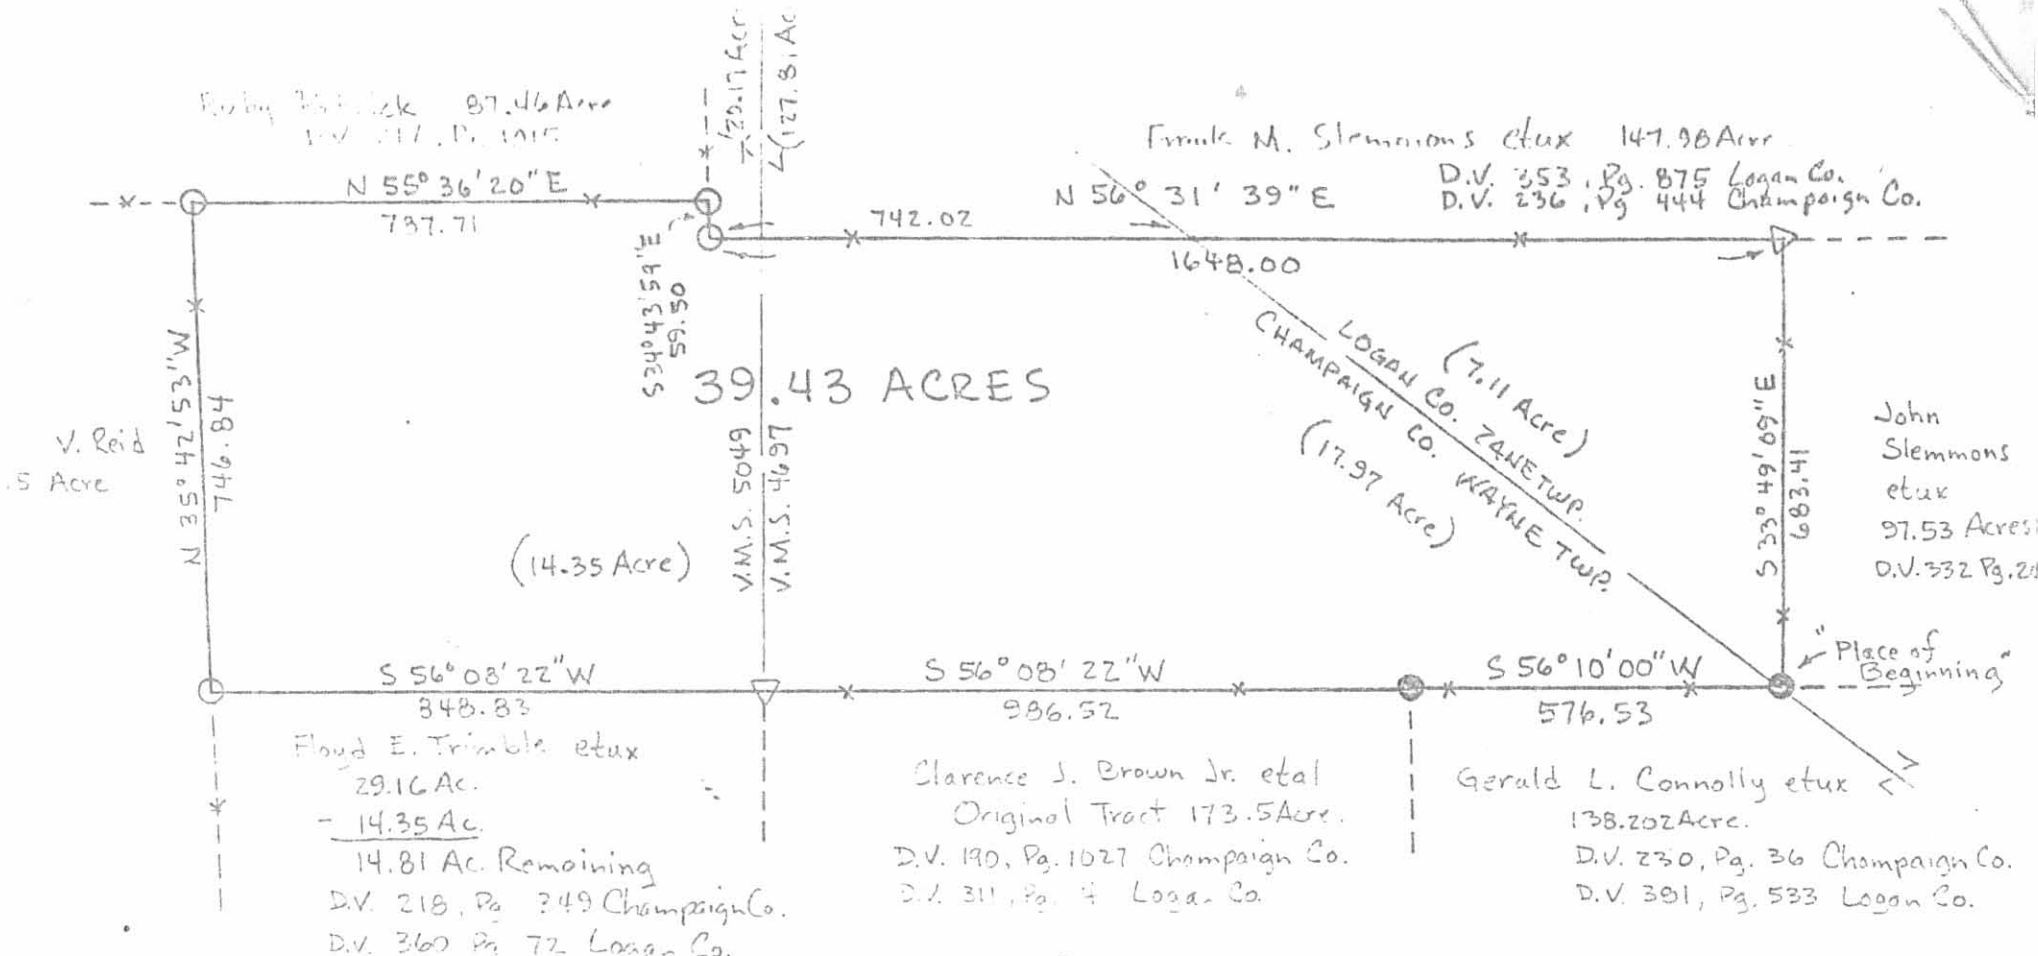 (29.17 Acr
(127.81 Ac
87.46 Acre
N 55° 36' 20" E
737.71
Frank M. Slemmons etux 147.98 Acre
D.V. 353, Pg. 875 Logan Co.
D.V. 236, Pg 444 Champaign Co.
N 56° 31' 39" E
742.02
1648.00
S 34° 43' 59" E
59.50
39.43 ACRES
N 35° 42' 53" W
746.84
V. Reid
.5 Acre
(14.35 Acre)
V.M.S. 5049
V.M.S. 4697
LOGAN CO. ZANE TWP.
CHAMPAIGN CO. WAYNE TWP.
(7.11 Acre)
(17.97 Acre)
S 33° 49' 09" E
683.41
John
Slemmons
etux
97.53 Acres
D.V. 332 Pg.
"Place of
Beginning"
S 56° 08' 22" W
848.83
S 56° 08' 22" W
986.52
S 56° 10' 00" W
576.53
Floyd E. Trimble etux
29.16 Ac.
- 14.35 Ac.
14.81 Ac. Remaining
D.V. 218, Pg 249 Champaign Co.
D.V. 360 Pg 72 Logan Co.
Clarence J. Brown Jr. etal
Original Tract 173.5 Acre.
D.V. 190, Pg. 1027 Champaign Co.
D.V. 311, Pg. Logan Co.
Gerald L. Connolly etux
138.202 Acre.
D.V. 230, Pg. 36 Champaign Co.
D.V. 381, Pg. 533 Logan Co.